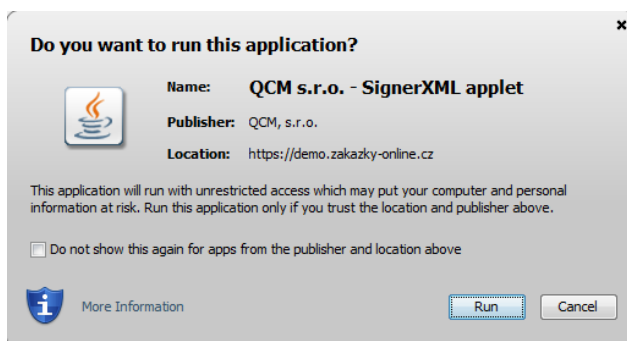 Do you want to run this application?
Name: QCM s.r.o. - SignerXML applet
Publisher: QCM, s.r.o.
Location: https://demo.zakazky-online.cz
This application will run with unrestricted access which may put your computer and personal
information at risk. Run this application only if you trust the location and publisher above.
Do not show this again for apps from the publisher and location above
More Information
Run Cancel